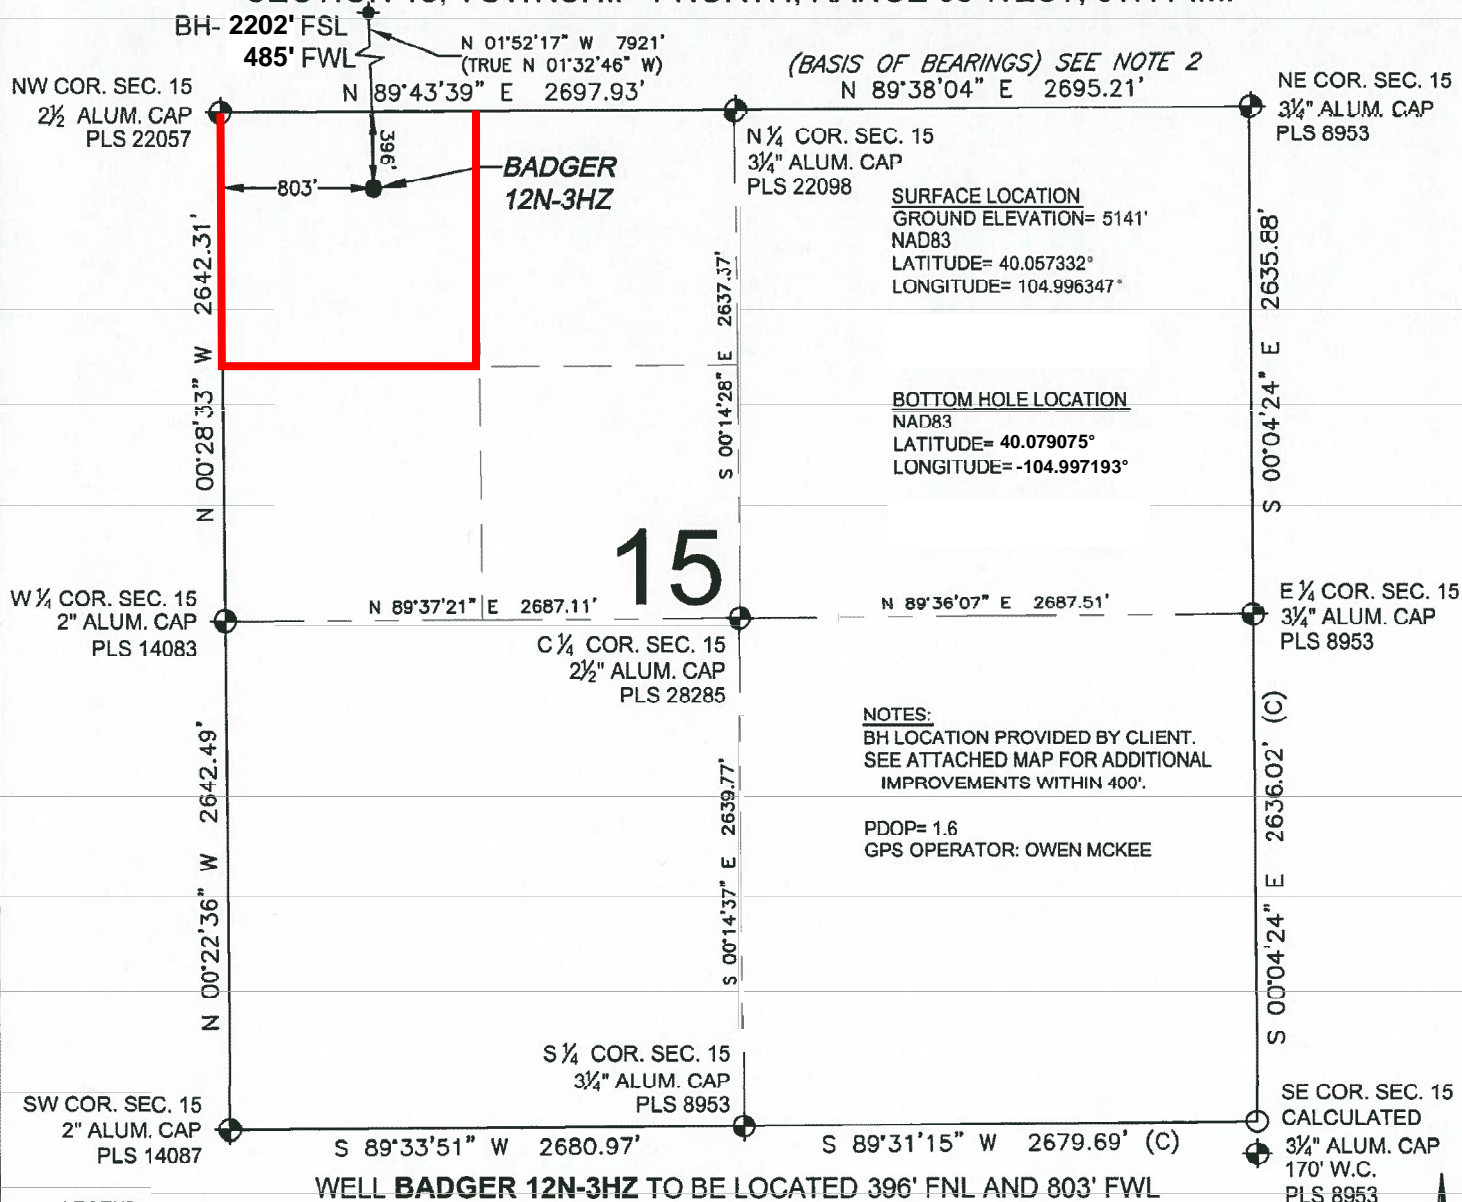 BH- 2202' FSL
485' FWL
N 01°52'17" W 7921'
(TRUE N 01°32'46" W)
(BASIS OF BEARINGS) SEE NOTE 2
N 89°43'39" E 2697.93'
N 89°38'04" E 2695.21'
NW COR. SEC. 15
2½ ALUM. CAP
PLS 22057
NE COR. SEC. 15
3¼" ALUM. CAP
PLS 8953
N ¼ COR. SEC. 15
3¼" ALUM. CAP
PLS 22098
396'
803'
BADGER
12N-3HZ
SURFACE LOCATION
GROUND ELEVATION= 5141'
NAD83
LATITUDE= 40.057332°
LONGITUDE= 104.996347°
N 00°28'33" W 2642.31'
S 00°14'28" E 2637.37'
S 00°04'24" E 2635.88'
BOTTOM HOLE LOCATION
NAD83
LATITUDE= 40.079075°
LONGITUDE= -104.997193°
15
W ¼ COR. SEC. 15
2" ALUM. CAP
PLS 14083
N 89°37'21" E 2687.11'
N 89°36'07" E 2687.51'
E ¼ COR. SEC. 15
3¼" ALUM. CAP
PLS 8953
C ¼ COR. SEC. 15
2½" ALUM. CAP
PLS 28285
NOTES:
BH LOCATION PROVIDED BY CLIENT.
SEE ATTACHED MAP FOR ADDITIONAL
IMPROVEMENTS WITHIN 400'.
PDOP= 1.6
GPS OPERATOR: OWEN MCKEE
N 00°22'36" W 2642.49'
S 00°14'37" E 2639.77'
S 00°04'24" E 2636.02' (C)
S ¼ COR. SEC. 15
3¼" ALUM. CAP
PLS 8953
SW COR. SEC. 15
2" ALUM. CAP
PLS 14087
SE COR. SEC. 15
CALCULATED
3¼" ALUM. CAP
170' W.C.
PLS 8953
S 89°33'51" W 2680.97'
S 89°31'15" W 2679.69' (C)
WELL BADGER 12N-3HZ TO BE LOCATED 396' FNL AND 803' FWL